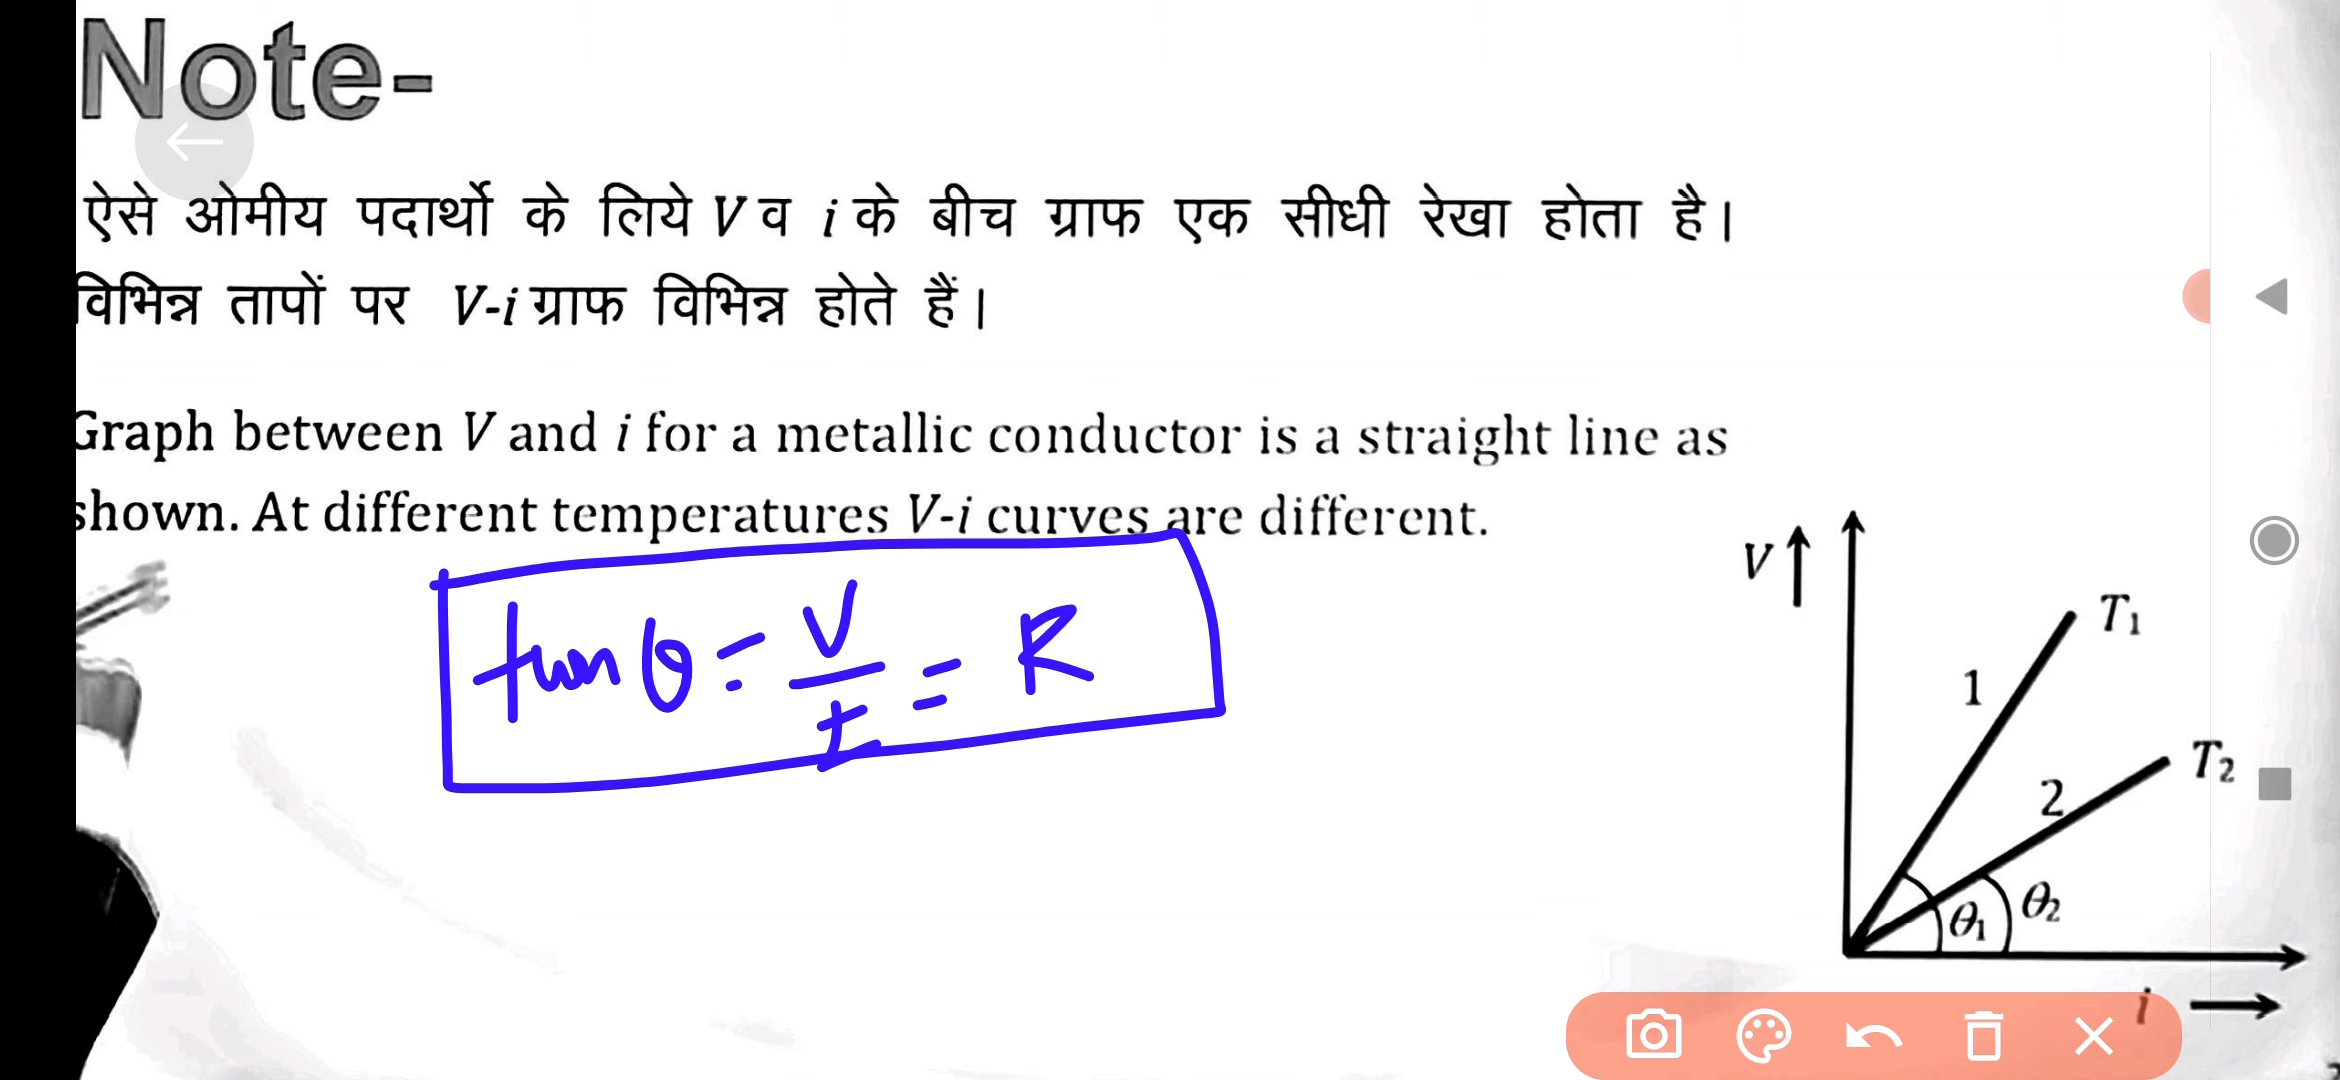 Note-
ऐसे ओमीय पदार्थो के लिये V व i के बीच ग्राफ एक सीधी रेखा होता है।
विभिन्न तापों पर V-i ग्राफ विभिन्न होते हैं।
Graph between V and i for a metallic conductor is a straight line as
shown. At different temperatures V-i curves are different.
tan θ = V/I = R
V
T₁
1
T₂
2
θ₁
θ₂
i